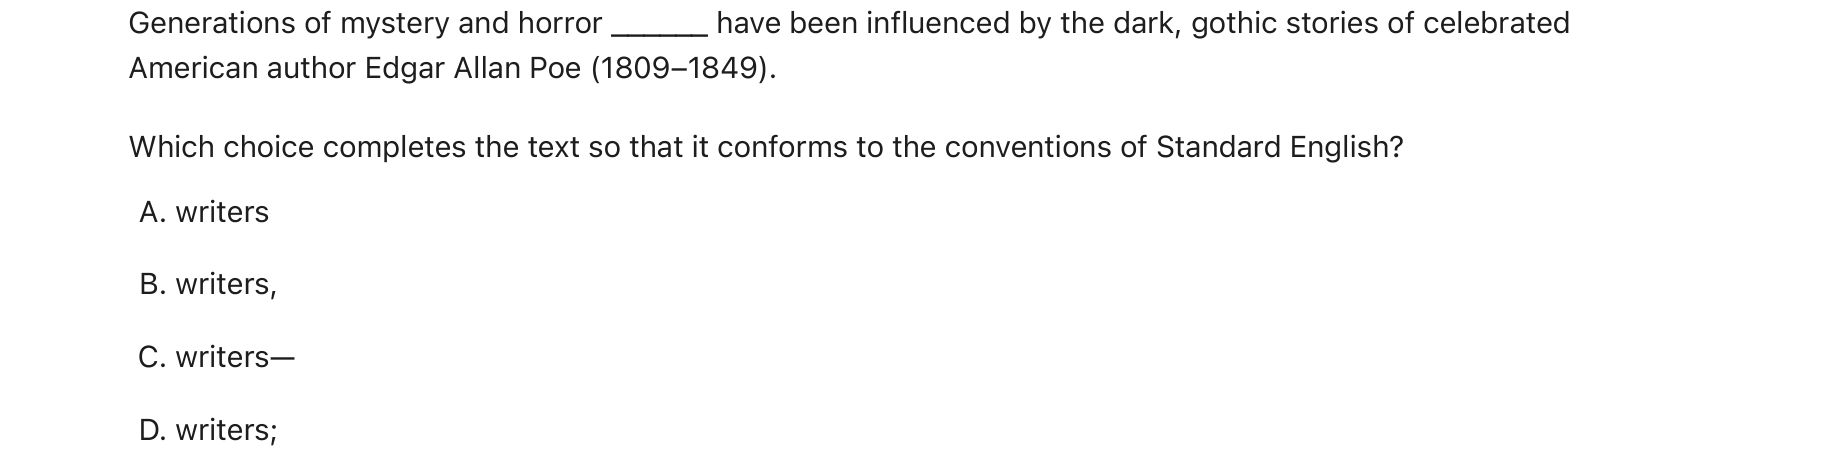 Generations of mystery and horror ______ have been influenced by the dark, gothic stories of celebrated
American author Edgar Allan Poe (1809–1849).
Which choice completes the text so that it conforms to the conventions of Standard English?
A. writers
B. writers,
C. writers—
D. writers;